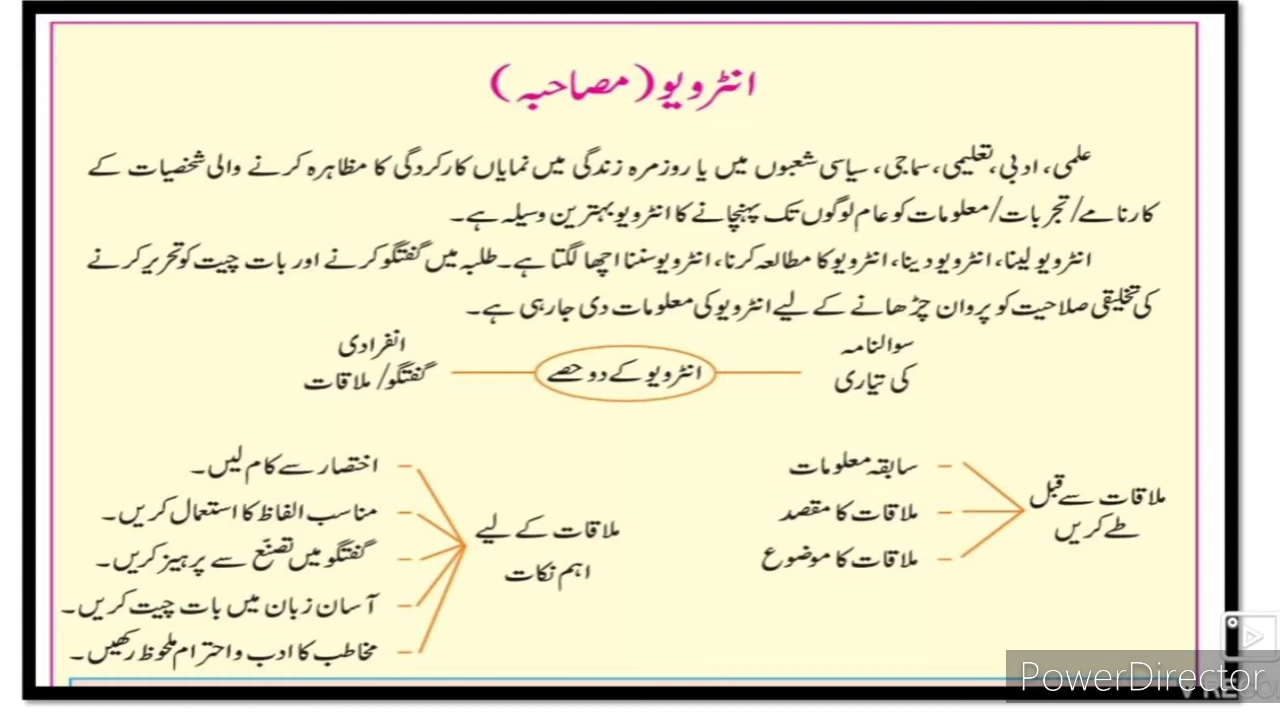 انٹرویو (مصاحبہ)
علمی، ادبی، تعلیمی، سماجی، سیاسی شعبوں میں یا روزمرہ زندگی میں نمایاں کارکردگی کا مظاہرہ کرنے والی شخصیات کے
کارنامے/تجربات/معلومات کو عام لوگوں تک پہنچانے کا انٹرویو بہترین وسیلہ ہے۔
انٹرویو لینا، انٹرویو دینا، انٹرویو کا مطالعہ کرنا، انٹرویو سننا اچھا لگتا ہے۔ طلبہ میں گفتگو کرنے اور بات چیت کو تحریر کرنے
کی تخلیقی صلاحیت کو پروان چڑھانے کے لیے انٹرویو کی معلومات دی جا رہی ہے۔
سوالنامہ
کی تیاری
انٹرویو کے دو حصے
انفرادی
گفتگو/ ملاقات
ملاقات سے قبل
طے کریں
– سابقہ معلومات
– ملاقات کا مقصد
– ملاقات کا موضوع
ملاقات کے لیے
اہم نکات
– اختصار سے کام لیں۔
– مناسب الفاظ کا استعمال کریں۔
– گفتگو میں تصنّع سے پرہیز کریں۔
– آسان زبان میں بات چیت کریں۔
– مخاطب کا ادب و احترام ملحوظ رکھیں۔
PowerDirector